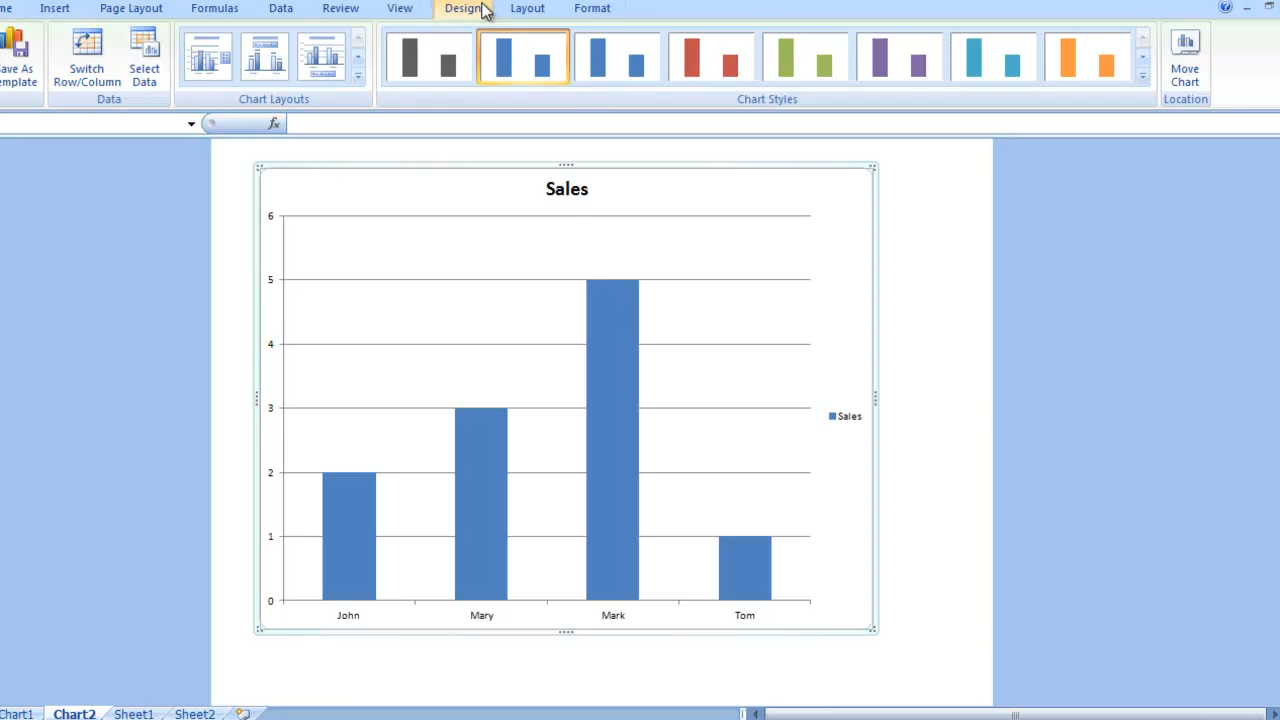 me Insert Page Layout Formulas Data Review View Design Layout Format
Save As
emplate
Switch
Row/Column
Select
Data
Move
Chart
Data Chart Layouts Chart Styles Location
fx
Sales
6
5
4
3
2
1
0
Sales
John Mary Mark Tom
Chart1 Chart2 Sheet1 Sheet2